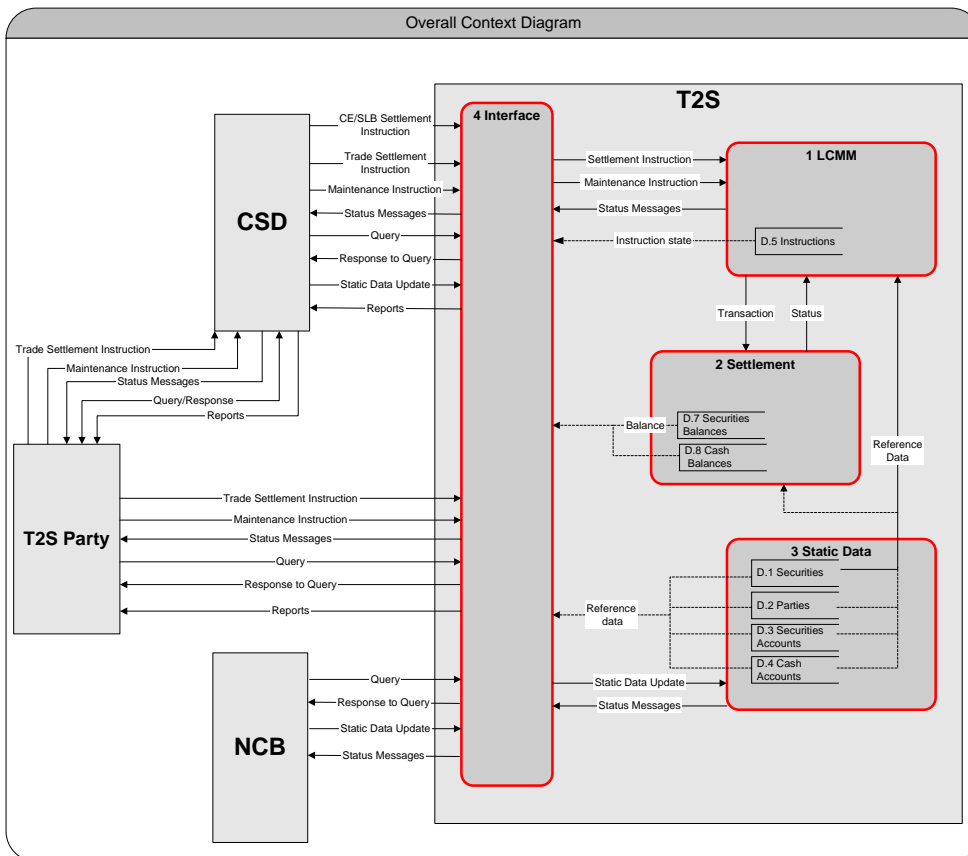 Overall Context Diagram
T2S
4 Interface
1 LCMM
CSD
CE/SLB Settlement
Instruction
Trade Settlement
Instruction
Maintenance Instruction
Status Messages
Query
Response to Query
Static Data Update
Reports
Settlement Instruction
Maintenance Instruction
Status Messages
Instruction state
D.5 Instructions
Transaction
Status
Trade Settlement Instruction
Maintenance Instruction
Status Messages
Query/Response
Reports
2 Settlement
Balance
D.7 Securities
Balances
D.8 Cash
Balances
Reference
Data
T2S Party
Trade Settlement Instruction
Maintenance Instruction
Status Messages
Query
Response to Query
Reports
3 Static Data
D.1 Securities
D.2 Parties
D.3 Securities
Accounts
D.4 Cash
Accounts
Reference
data
Static Data Update
Status Messages
NCB
Query
Response to Query
Static Data Update
Status Messages